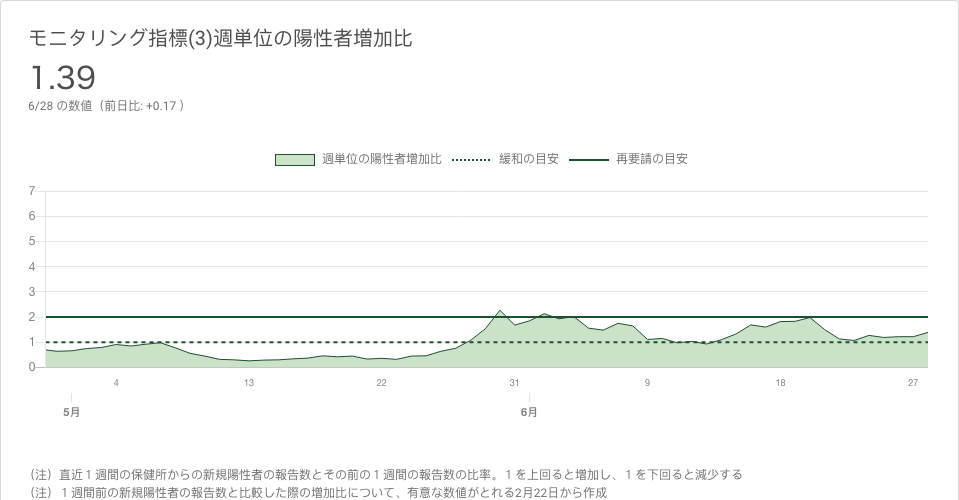 モニタリング指標(3)週単位の陽性者増加比
1.39
6/28 の数値（前日比: +0.17 ）
週単位の陽性者増加比 緩和の目安 再要請の目安
7
6
5
4
3
2
1
0
4 13 22 31 9 18 27
5月 6月
（注）直近１週間の保健所からの新規陽性者の報告数とその前の１週間の報告数の比率。１を上回ると増加し、１を下回ると減少する
（注）１週間前の新規陽性者の報告数と比較した際の増加比について、有意な数値がとれる2月22日から作成